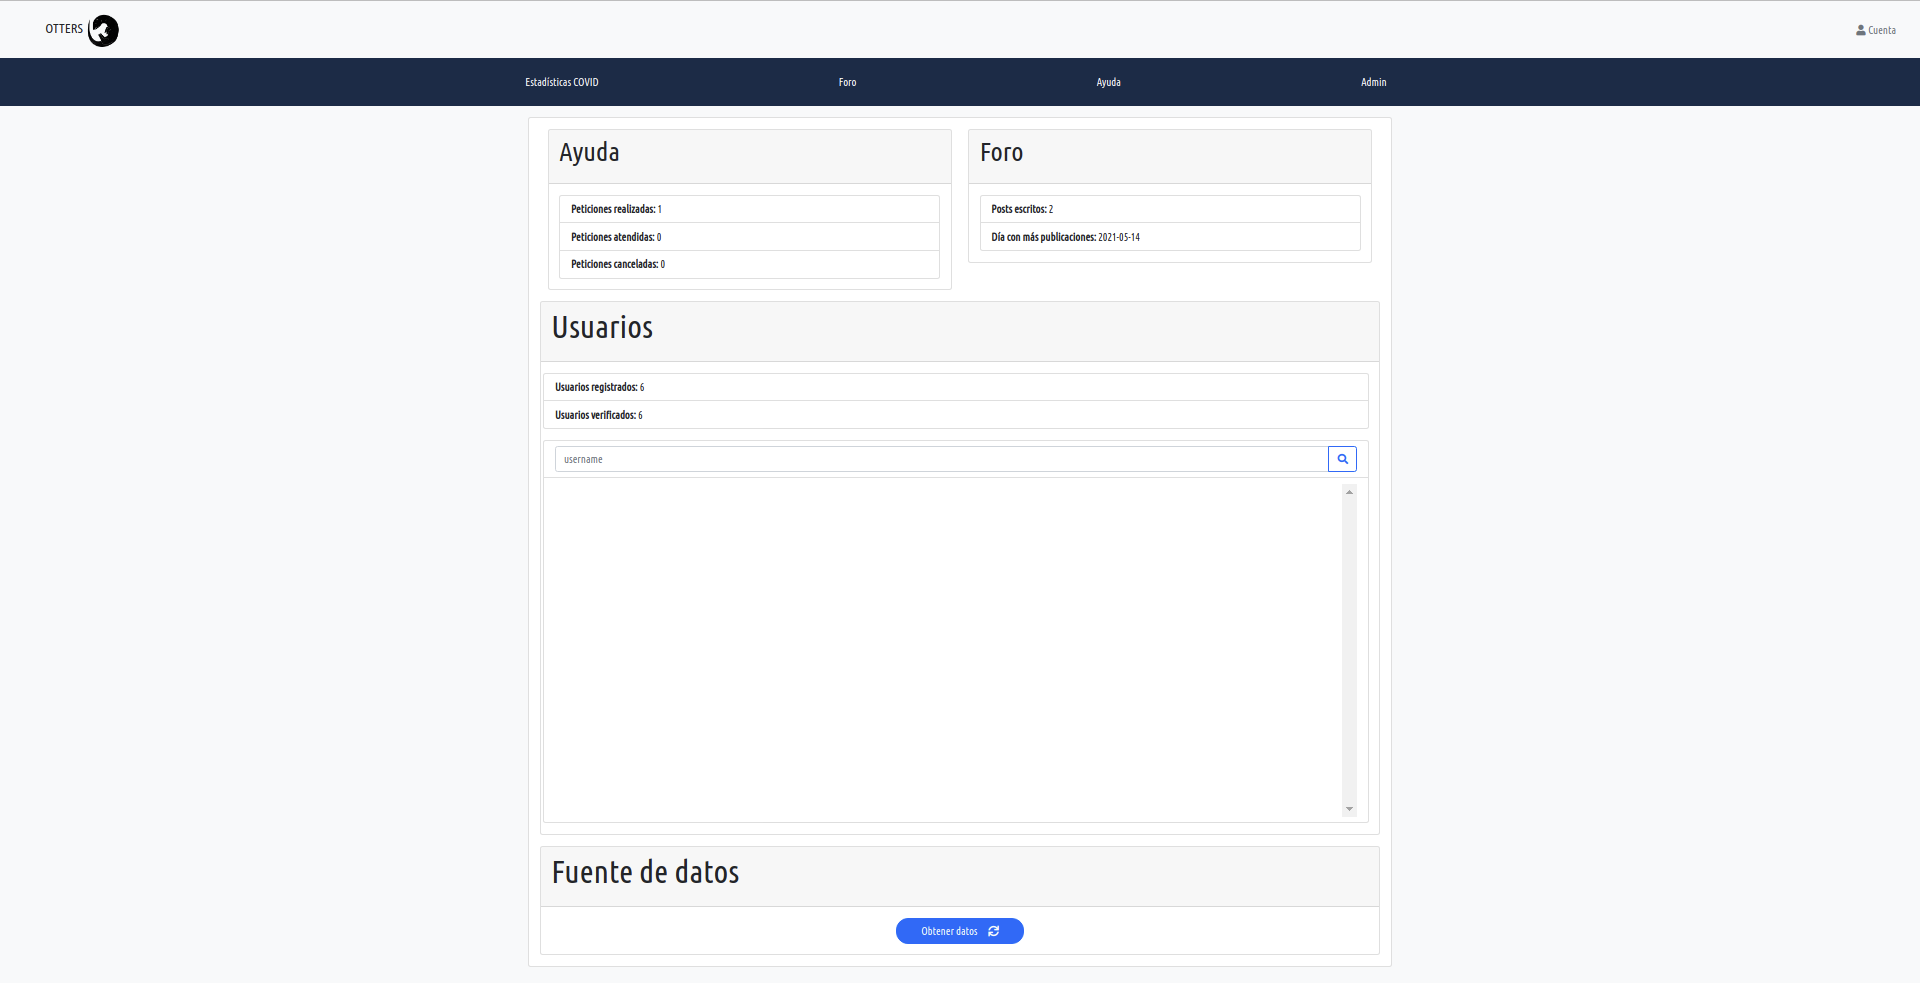 OTTERS
Cuenta
Estadísticas COVID
Foro
Ayuda
Admin
Ayuda
Peticiones realizadas: 1
Peticiones atendidas: 0
Peticiones canceladas: 0
Foro
Posts escritos: 2
Día con más publicaciones: 2021-05-14
Usuarios
Usuarios registrados: 6
Usuarios verificados: 6
username
Fuente de datos
Obtener datos